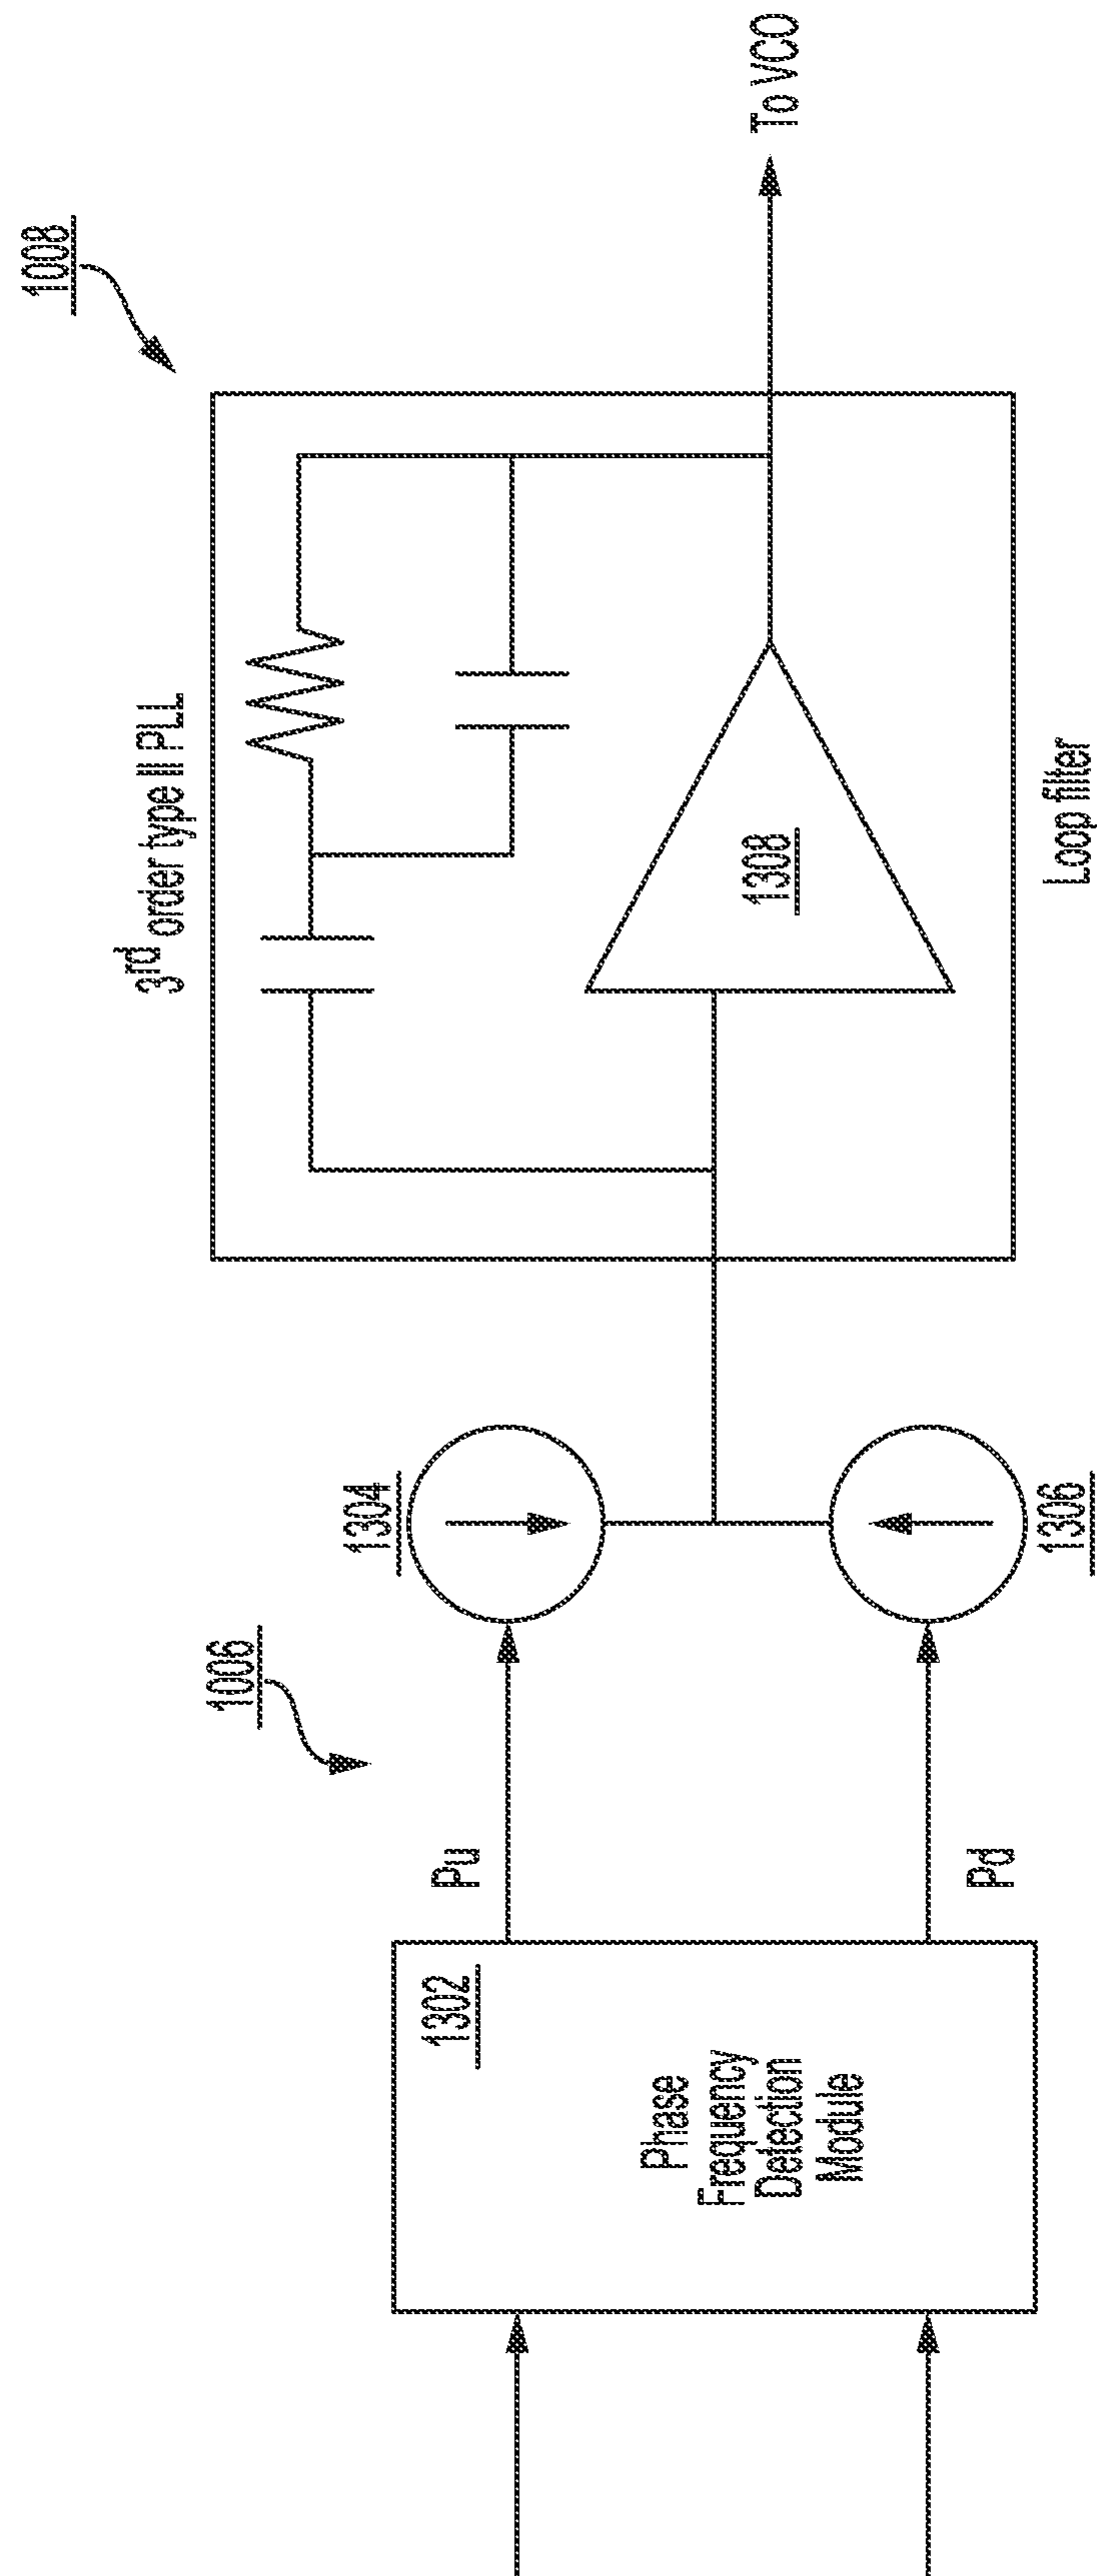 1008
3rd order type II PLL
To VCO
1308
Loop filter
1304
1306
1006
Pu
Pd
1302
Phase
Frequency
Detection
Module